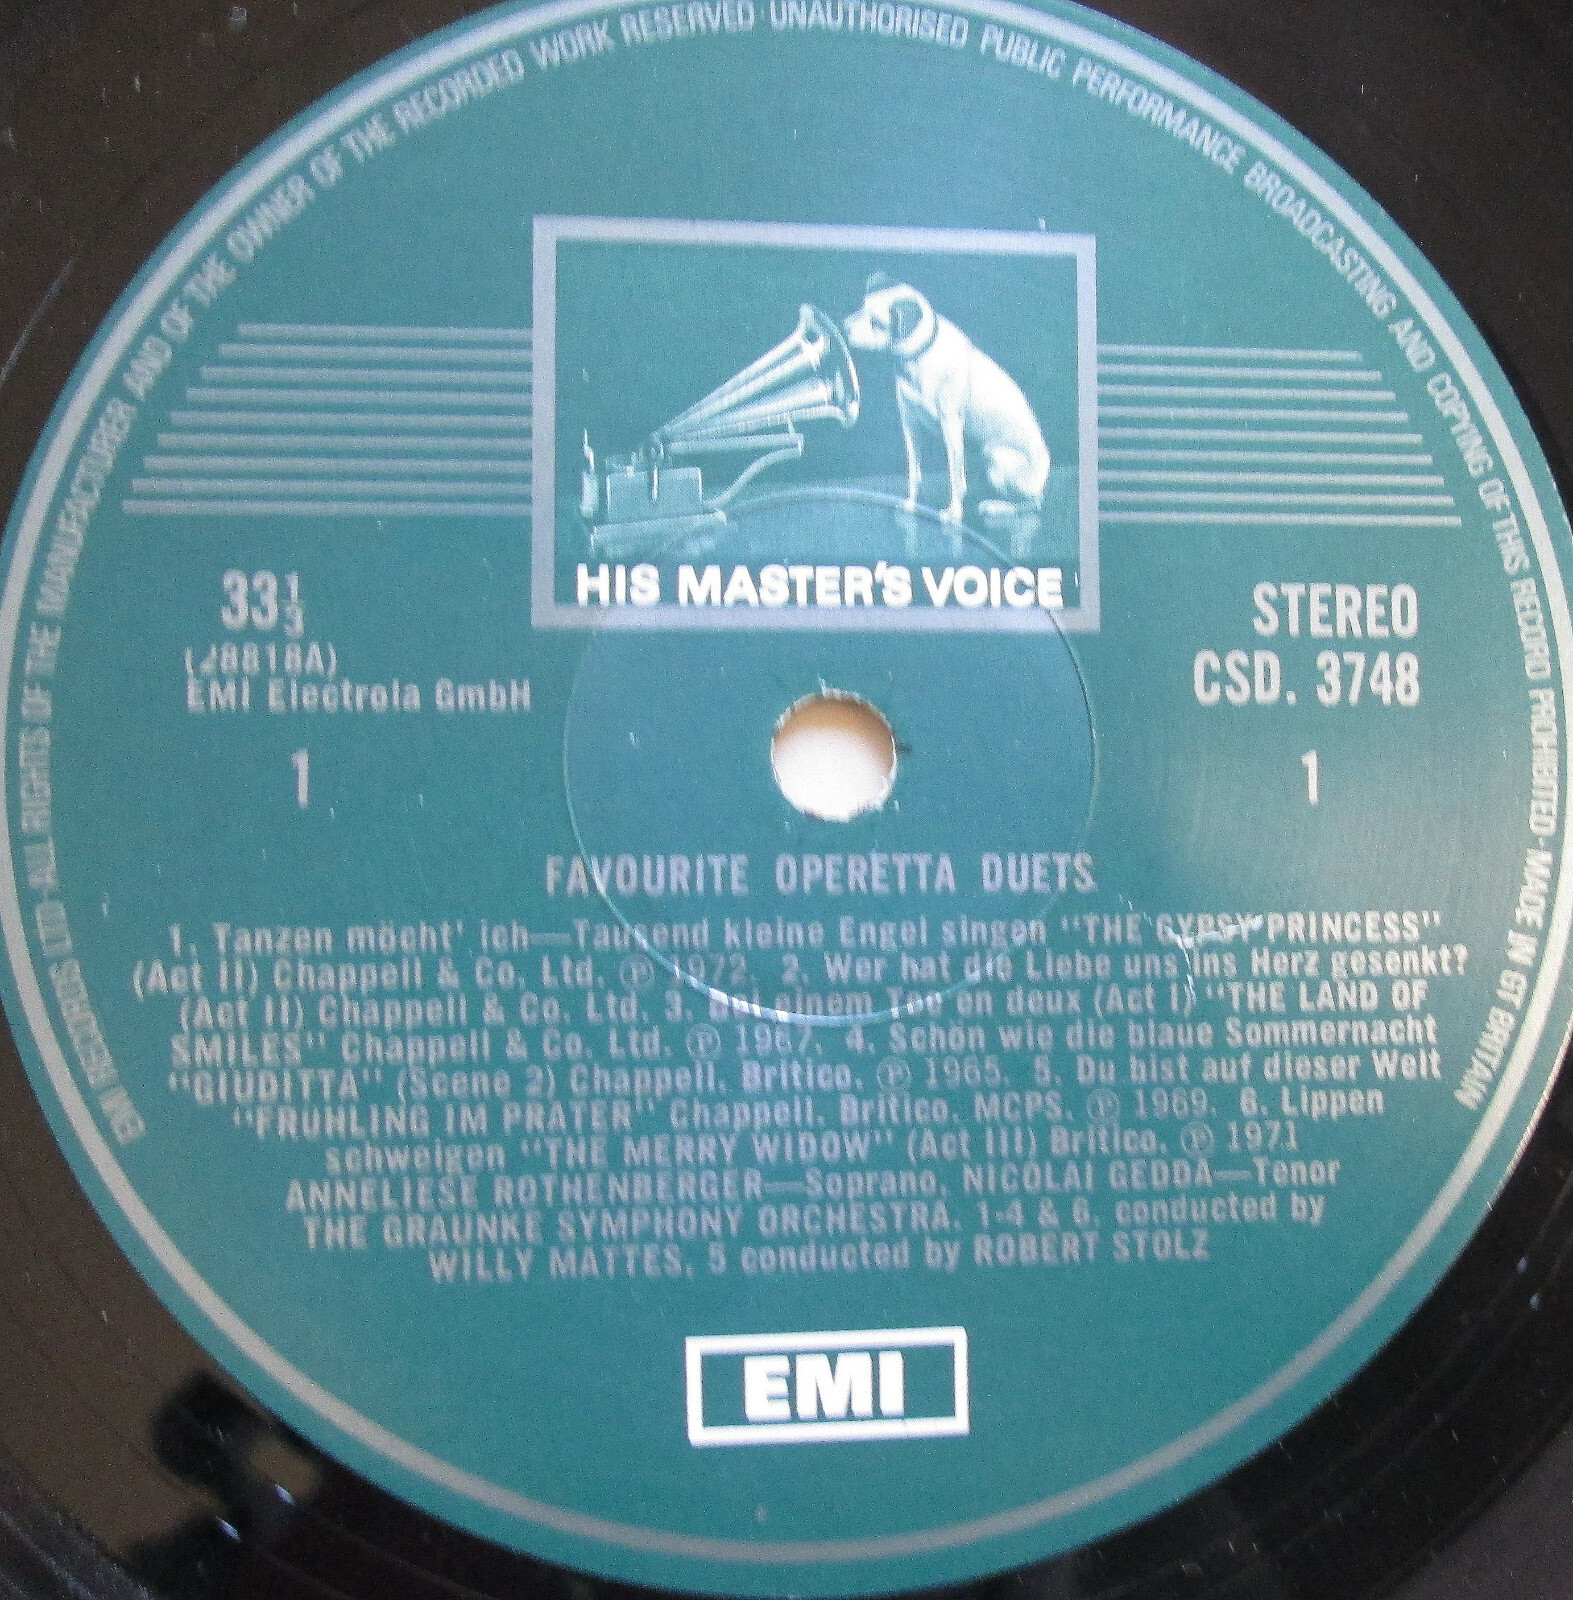 EMI RECORDS LTD · ALL RIGHTS OF THE MANUFACTURER AND OF THE OWNER OF THE RECORDED WORK RESERVED · UNAUTHORISED PUBLIC PERFORMANCE BROADCASTING AND COPYING OF THIS RECORD PROHIBITED · MADE IN GT BRITAIN
HIS MASTER'S VOICE
33⅓
(28818A)
EMI Electrola GmbH
1
STEREO
CSD. 3748
1
FAVOURITE OPERETTA DUETS
1. Tanzen möcht' ich—Tausend kleine Engel singen "THE GYPSY PRINCESS"
(Act II) Chappell & Co. Ltd. ℗ 1972. 2. Wer hat die Liebe uns ins Herz gesenkt?
(Act II) Chappell & Co. Ltd. 3. Bei einem Tee en deux (Act I) "THE LAND OF
SMILES" Chappell & Co. Ltd. ℗ 1967. 4. Schön wie die blaue Sommernacht
"GIUDITTA" (Scene 2) Chappell. Britico. ℗ 1965. 5. Du bist auf dieser Welt
"FRUHLING IM PRATER" Chappell. Britico. MCPS. ℗ 1969. 6. Lippen
schweigen "THE MERRY WIDOW" (Act III) Britico. ℗ 1971
ANNELIESE ROTHENBERGER—Soprano, NICOLAI GEDDA—Tenor
THE GRAUNKE SYMPHONY ORCHESTRA. 1-4 & 6. conducted by
WILLY MATTES, 5 conducted by ROBERT STOLZ
EMI